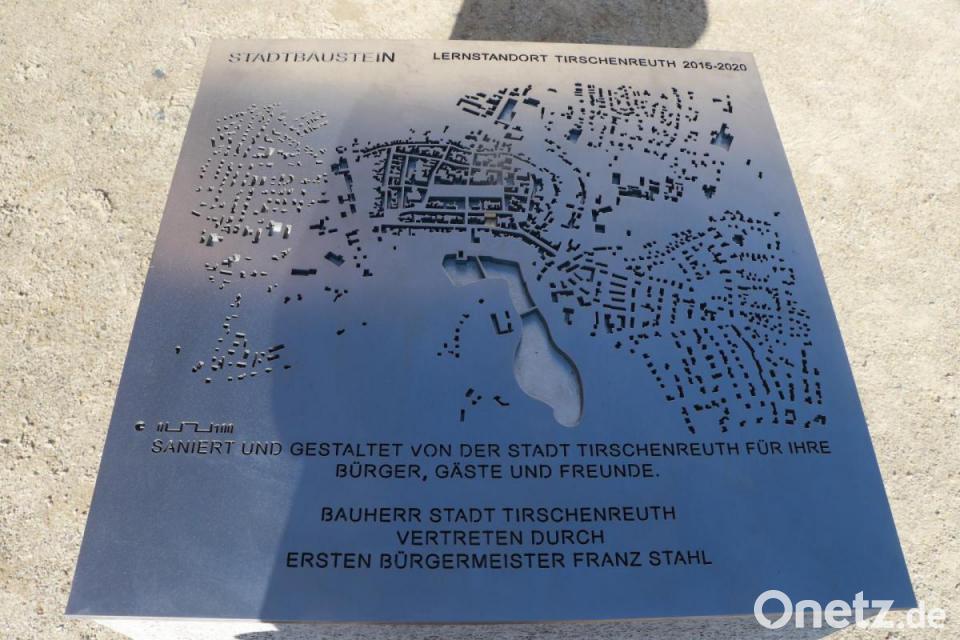 STADTBAUSTEIN LERNSTANDORT TIRSCHENREUTH 2015-2020
SANIERT UND GESTALTET VON DER STADT TIRSCHENREUTH FÜR IHRE
BÜRGER, GÄSTE UND FREUNDE.
BAUHERR STADT TIRSCHENREUTH
VERTRETEN DURCH
ERSTEN BÜRGERMEISTER FRANZ STAHL
Onetz.de